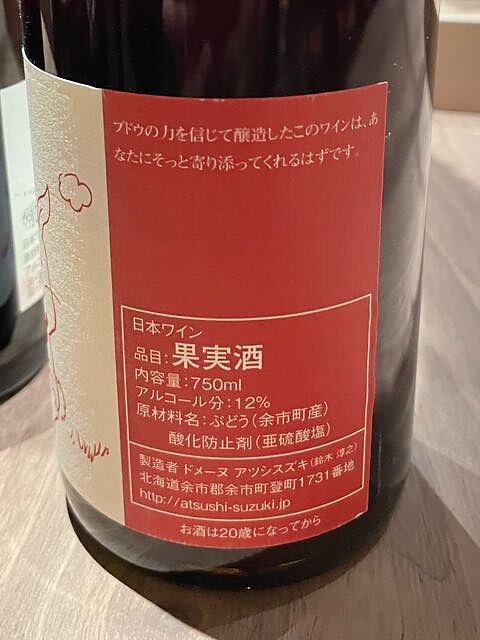 ブドウの力を信じて醸造したこのワインは、あ
なたにそっと寄り添ってくれるはずです。
日本ワイン
品目：果実酒
内容量：750ml
アルコール分：12%
原材料名：ぶどう（余市町産）
酸化防止剤（亜硫酸塩）
製造者 ドメーヌ アツシスズキ（鈴木 淳之）
北海道余市郡余市町登町1731番地
http://atsushi-suzuki.jp
お酒は20歳になってから